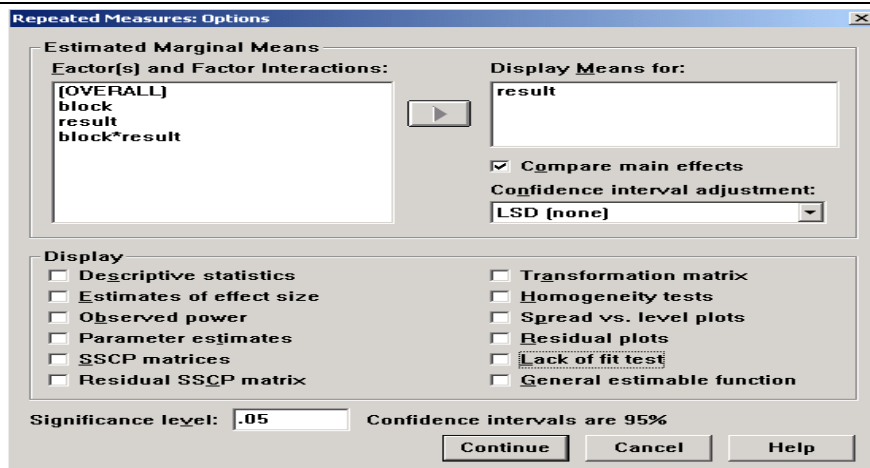 Repeated Measures: Options
Estimated Marginal Means
Factor(s) and Factor Interactions:
(OVERALL)
block
result
block*result
Display Means for:
result
Compare main effects
Confidence interval adjustment:
LSD (none)
Display
Descriptive statistics
Estimates of effect size
Observed power
Parameter estimates
SSCP matrices
Residual SSCP matrix
Transformation matrix
Homogeneity tests
Spread vs. level plots
Residual plots
Lack of fit test
General estimable function
Significance level: .05 Confidence intervals are 95%
Continue Cancel Help